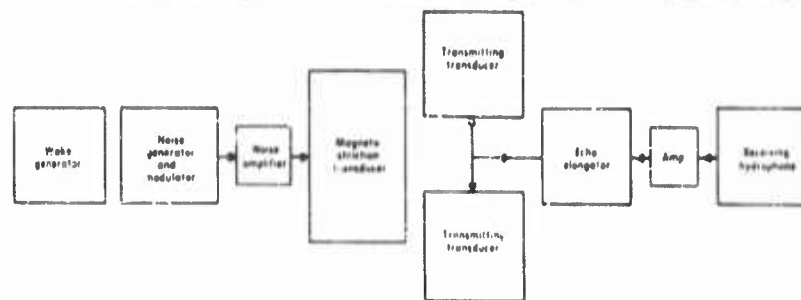 Wake
generator
Noise
generator
and
modulator
Noise
amplifier
Magneto
striction
transducer
Transmitting
transducer
Transmitting
transducer
Echo
elongator
Amp
Receiving
hydrophone